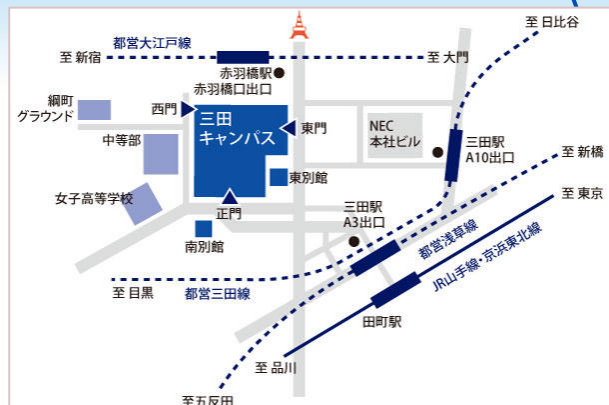 至 日比谷
都営大江戸線
至 新宿
至 大門
赤羽橋駅
赤羽橋口出口
綱町
グラウンド
西門
三田
キャンパス
東門
NEC
本社ビル
三田駅
A10出口
中等部
至 新橋
東別館
女子高等学校
正門
三田駅
A3出口
至 東京
南別館
都営浅草線
JR山手線・京浜東北線
至 目黒
都営三田線
田町駅
至 品川
至五反田